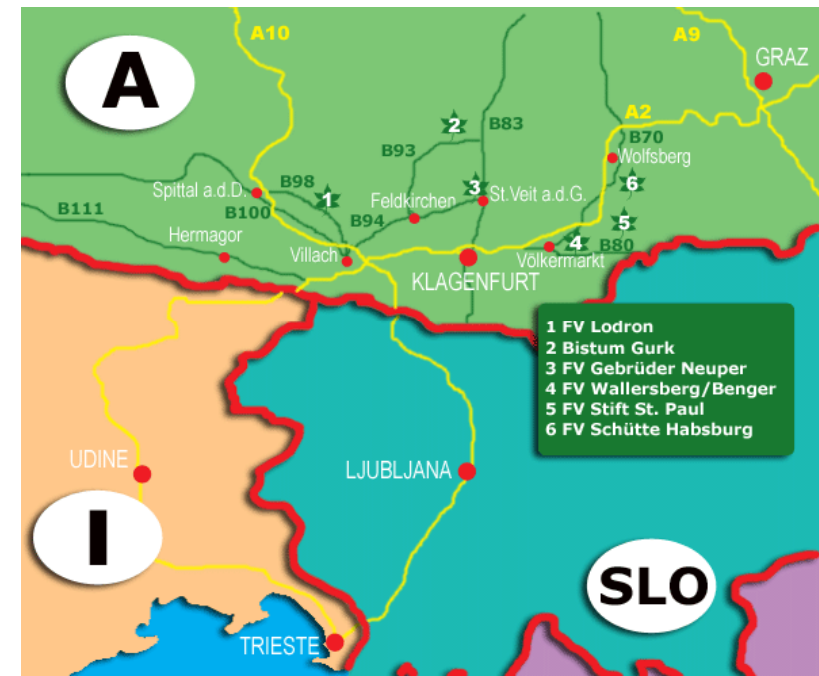 A
A10
A9
GRAZ
B83
2
A2
B93
B70
Wolfsberg
Spittal a.d.D.
B98
1
3
St.Veit a.d.G.
6
Feldkirchen
B111
B100
B94
5
Hermagor
4
Villach
B80
Völkermarkt
KLAGENFURT
1 FV Lodron
2 Bistum Gurk
3 FV Gebrüder Neuper
4 FV Wallersberg/Benger
5 FV Stift St. Paul
6 FV Schütte Habsburg
UDINE
LJUBLJANA
I
SLO
TRIESTE